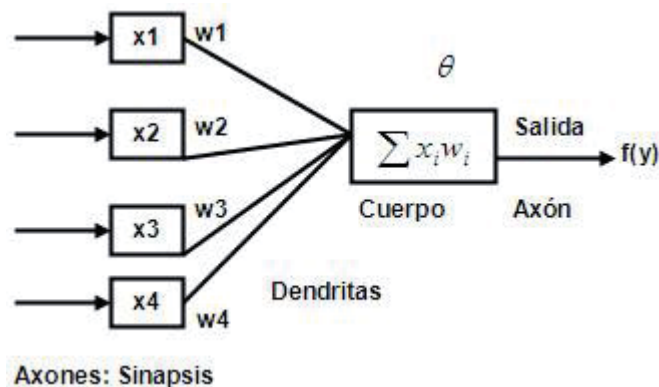 x1
w1
x2
w2
x3
w3
x4
w4
θ
∑ xᵢwᵢ
Salida
f(y)
Cuerpo
Axón
Dendritas
Axones: Sinapsis